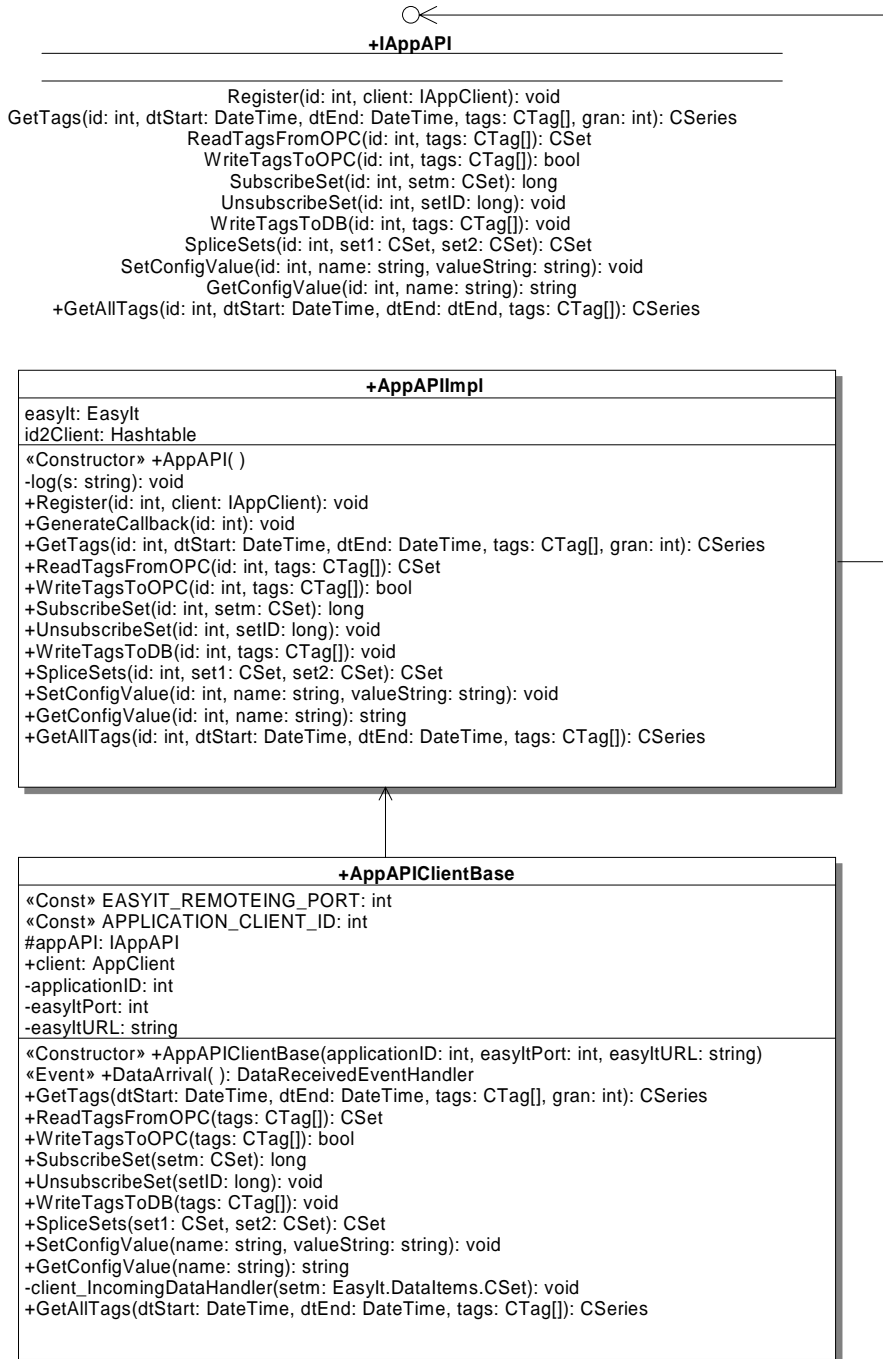 +IAppAPI
Register(id: int, client: IAppClient): void
GetTags(id: int, dtStart: DateTime, dtEnd: DateTime, tags: CTag[], gran: int): CSeries
ReadTagsFromOPC(id: int, tags: CTag[]): CSet
WriteTagsToOPC(id: int, tags: CTag[]): bool
SubscribeSet(id: int, setm: CSet): long
UnsubscribeSet(id: int, setID: long): void
WriteTagsToDB(id: int, tags: CTag[]): void
SpliceSets(id: int, set1: CSet, set2: CSet): CSet
SetConfigValue(id: int, name: string, valueString: string): void
GetConfigValue(id: int, name: string): string
+GetAllTags(id: int, dtStart: DateTime, dtEnd: dtEnd, tags: CTag[]): CSeries
+AppAPIImpl
easyIt: EasyIt
id2Client: Hashtable
«Constructor» +AppAPI( )
-log(s: string): void
+Register(id: int, client: IAppClient): void
+GenerateCallback(id: int): void
+GetTags(id: int, dtStart: DateTime, dtEnd: DateTime, tags: CTag[], gran: int): CSeries
+ReadTagsFromOPC(id: int, tags: CTag[]): CSet
+WriteTagsToOPC(id: int, tags: CTag[]): bool
+SubscribeSet(id: int, setm: CSet): long
+UnsubscribeSet(id: int, setID: long): void
+WriteTagsToDB(id: int, tags: CTag[]): void
+SpliceSets(id: int, set1: CSet, set2: CSet): CSet
+SetConfigValue(id: int, name: string, valueString: string): void
+GetConfigValue(id: int, name: string): string
+GetAllTags(id: int, dtStart: DateTime, dtEnd: DateTime, tags: CTag[]): CSeries
+AppAPIClientBase
«Const» EASYIT_REMOTEING_PORT: int
«Const» APPLICATION_CLIENT_ID: int
#appAPI: IAppAPI
+client: AppClient
-applicationID: int
-easyItPort: int
-easyItURL: string
«Constructor» +AppAPIClientBase(applicationID: int, easyItPort: int, easyItURL: string)
«Event» +DataArrival( ): DataReceivedEventHandler
+GetTags(dtStart: DateTime, dtEnd: DateTime, tags: CTag[], gran: int): CSeries
+ReadTagsFromOPC(tags: CTag[]): CSet
+WriteTagsToOPC(tags: CTag[]): bool
+SubscribeSet(setm: CSet): long
+UnsubscribeSet(setID: long): void
+WriteTagsToDB(tags: CTag[]): void
+SpliceSets(set1: CSet, set2: CSet): CSet
+SetConfigValue(name: string, valueString: string): void
+GetConfigValue(name: string): string
-client_IncomingDataHandler(setm: EasyIt.DataItems.CSet): void
+GetAllTags(dtStart: DateTime, dtEnd: DateTime, tags: CTag[]): CSeries